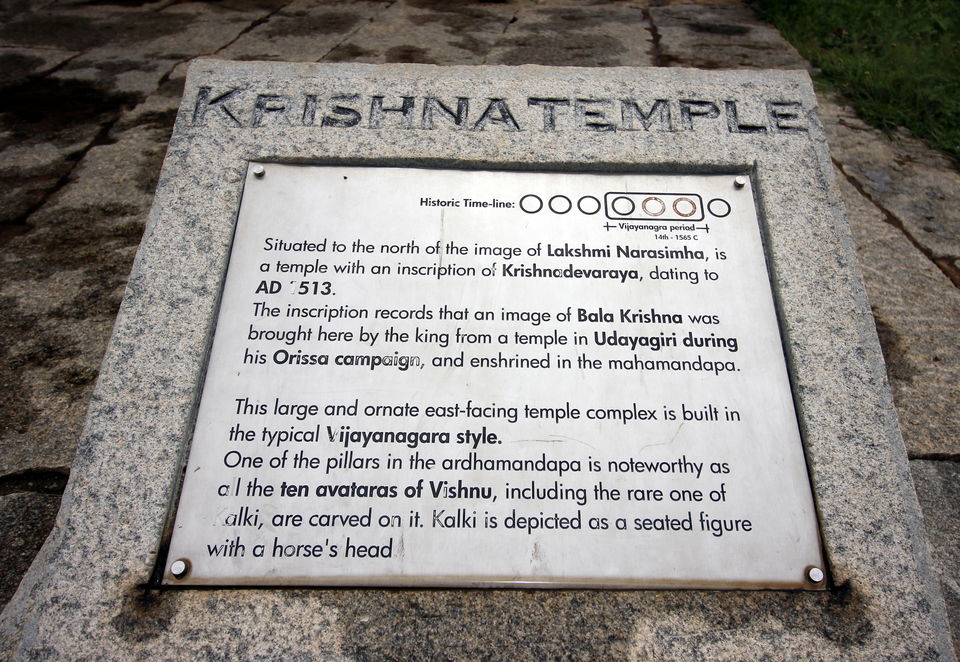 KRISHNA TEMPLE
Historic Time-line:
Vijayanagra period
14th - 1565 C
Situated to the north of the image of Lakshmi Narasimha, is
a temple with an inscription of Krishnadevaraya, dating to
AD 1513.
The inscription records that an image of Bala Krishna was
brought here by the king from a temple in Udayagiri during
his Orissa campaign, and enshrined in the mahamandapa.
This large and ornate east-facing temple complex is built in
the typical Vijayanagara style.
One of the pillars in the ardhamandapa is noteworthy as
all the ten avataras of Vishnu, including the rare one of
Kalki, are carved on it. Kalki is depicted as a seated figure
with a horse's head